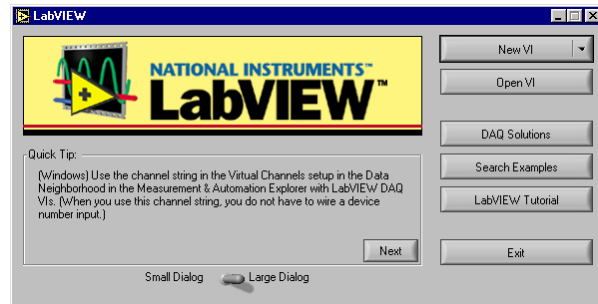 LabVIEW
NATIONAL INSTRUMENTS™
LabVIEW™
Quick Tip:
(Windows) Use the channel string in the Virtual Channels setup in the Data
Neighborhood in the Measurement & Automation Explorer with LabVIEW DAQ
VIs. (When you use this channel string, you do not have to wire a device
number input.)
Next
Small Dialog Large Dialog
New VI
Open VI
DAQ Solutions
Search Examples
LabVIEW Tutorial
Exit